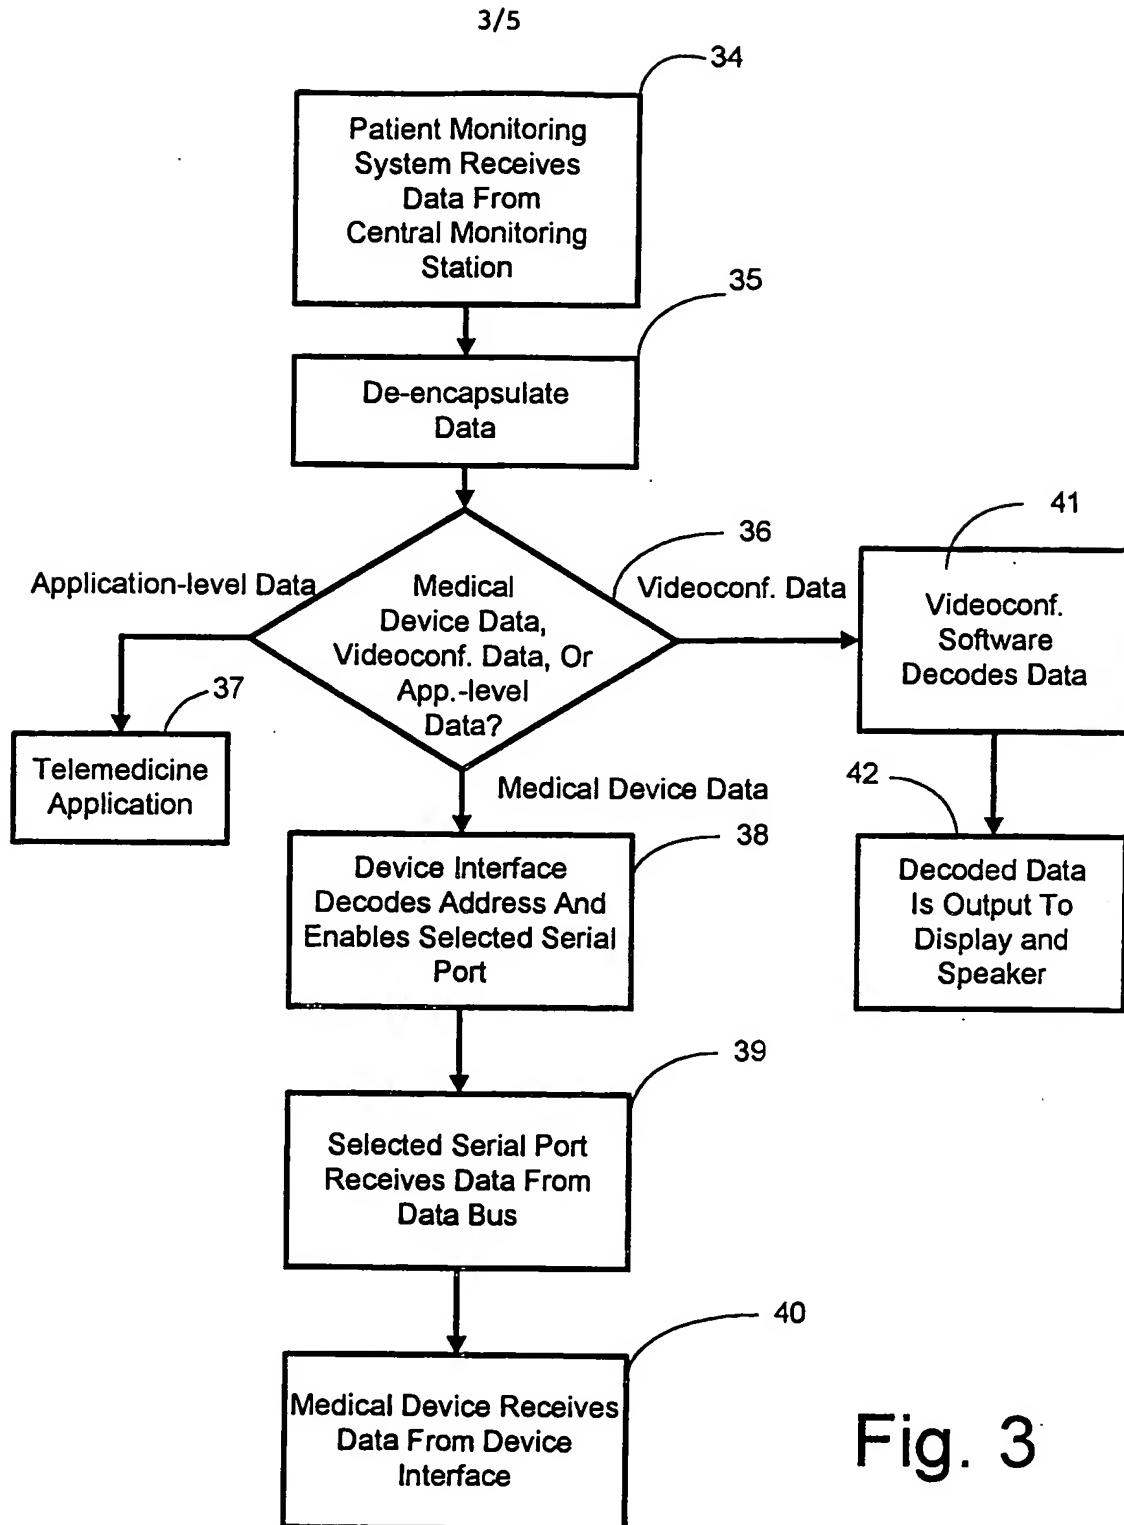 3/5
34
Patient Monitoring
System Receives
Data From
Central Monitoring
Station
35
De-encapsulate
Data
36
Medical
Device Data,
Videoconf. Data, Or
App.-level
Data?
Application-level Data
37
Telemedicine
Application
Videoconf. Data
41
Videoconf.
Software
Decodes Data
42
Decoded Data
Is Output To
Display and
Speaker
Medical Device Data
38
Device Interface
Decodes Address And
Enables Selected Serial
Port
39
Selected Serial Port
Receives Data From
Data Bus
40
Medical Device Receives
Data From Device
Interface
Fig. 3